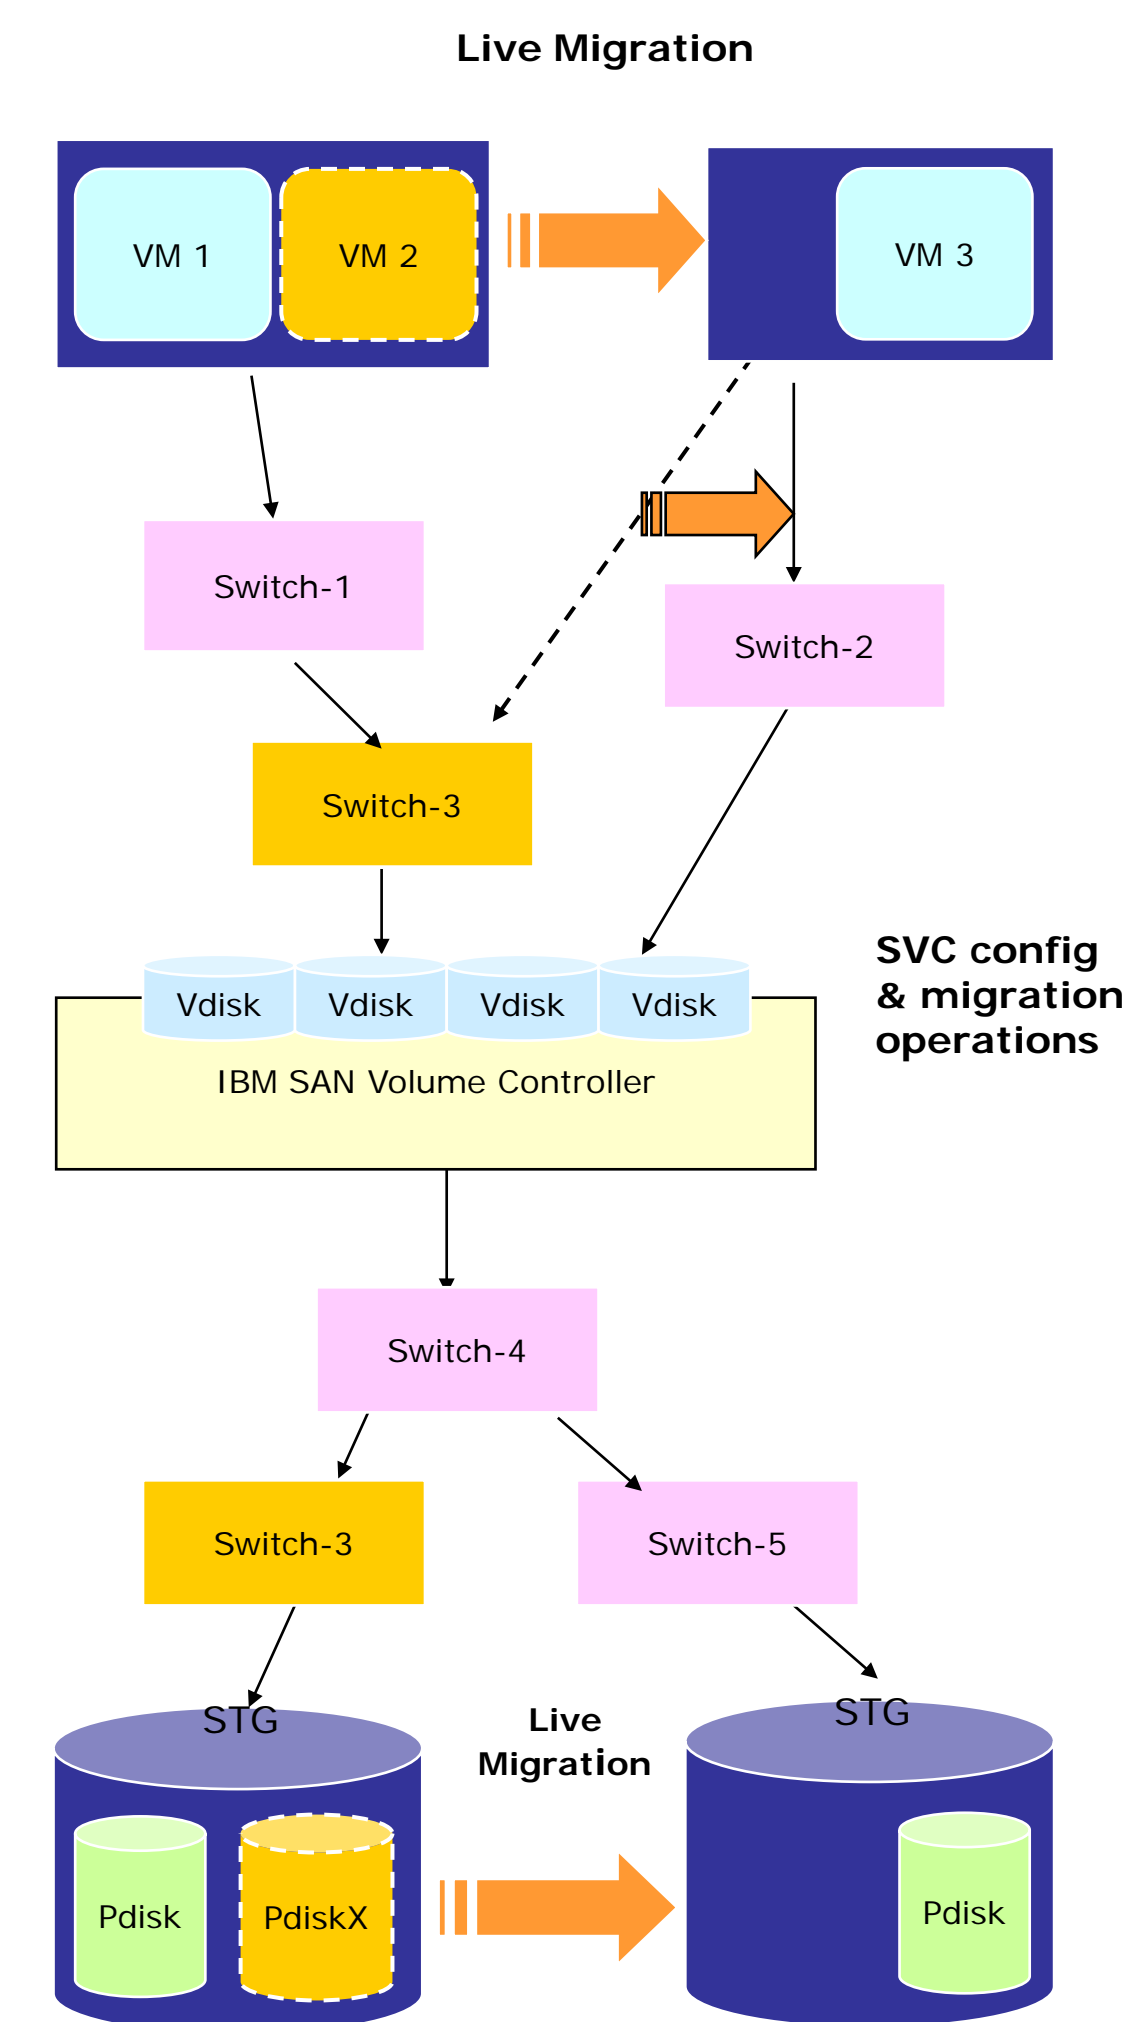 Live Migration
VM 1
VM 2
VM 3
Switch-1
Switch-2
Switch-3
SVC config
& migration
operations
Vdisk
Vdisk
Vdisk
Vdisk
IBM SAN Volume Controller
Switch-4
Switch-3
Switch-5
STG
STG
Live
Migration
Pdisk
PdiskX
Pdisk